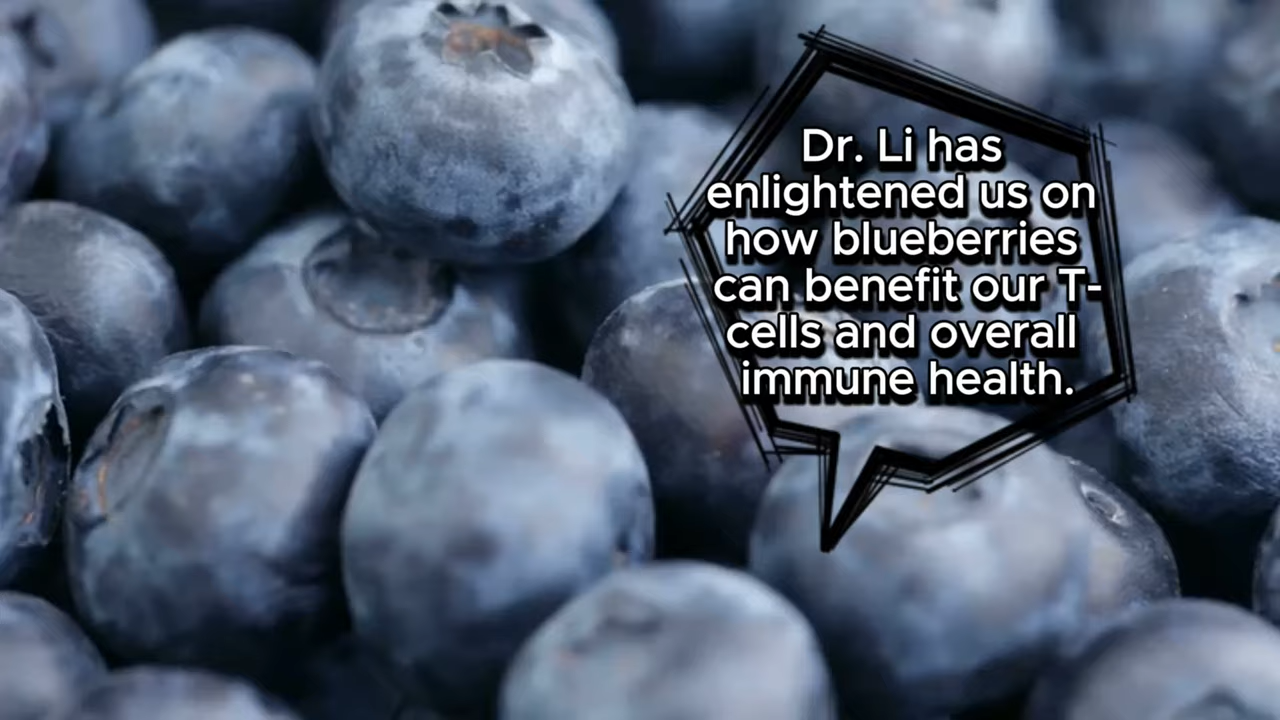 Dr. Li has
enlightened us on
how blueberries
can benefit our T-
cells and overall
immune health.